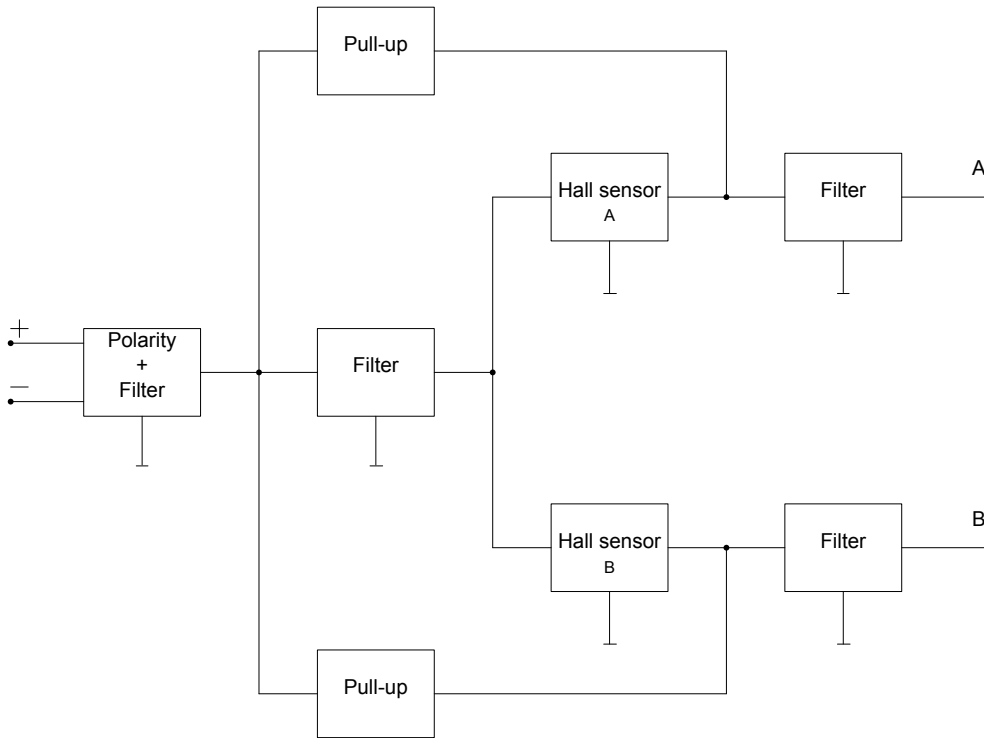 Pull-up
Hall sensor
A
Filter
A
+
−
Polarity
+
Filter
Filter
Hall sensor
B
Filter
B
Pull-up